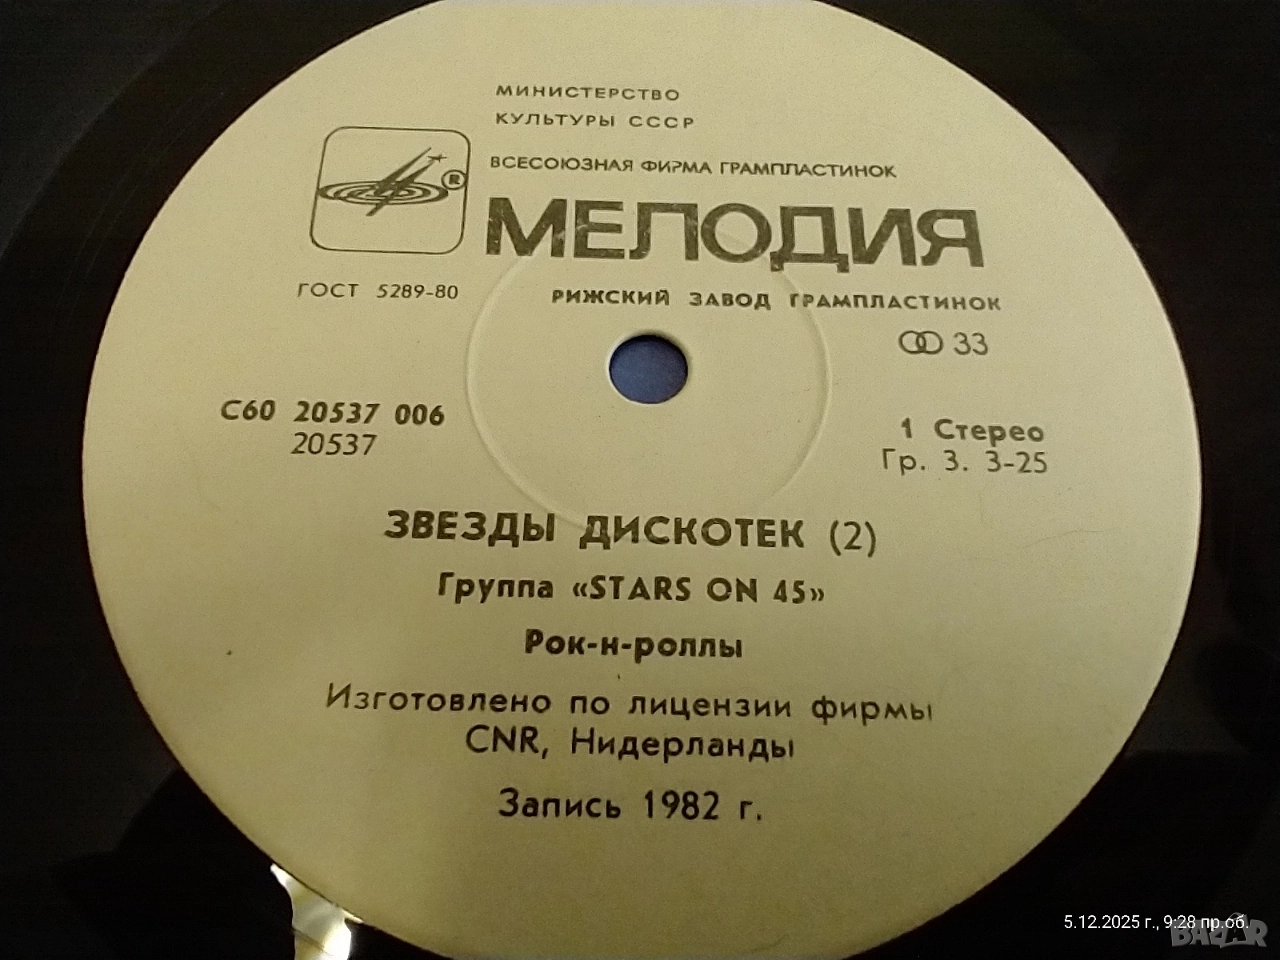 МИНИСТЕРСТВО
КУЛЬТУРЫ СССР
ВСЕСОЮЗНАЯ ФИРМА ГРАМПЛАСТИНОК
®
МЕЛОДИЯ
ГОСТ 5289-80
РИЖСКИЙ ЗАВОД ГРАМПЛАСТИНОК
33
С60 20537 006
20537
1 Стерео
Гр. 3. 3-25
ЗВЕЗДЫ ДИСКОТЕК (2)
Группа «STARS ON 45»
Рок-н-роллы
Изготовлено по лицензии фирмы
CNR, Нидерланды
Запись 1982 г.
5.12.2025 г., 9:28 пр.об.
BAZAR